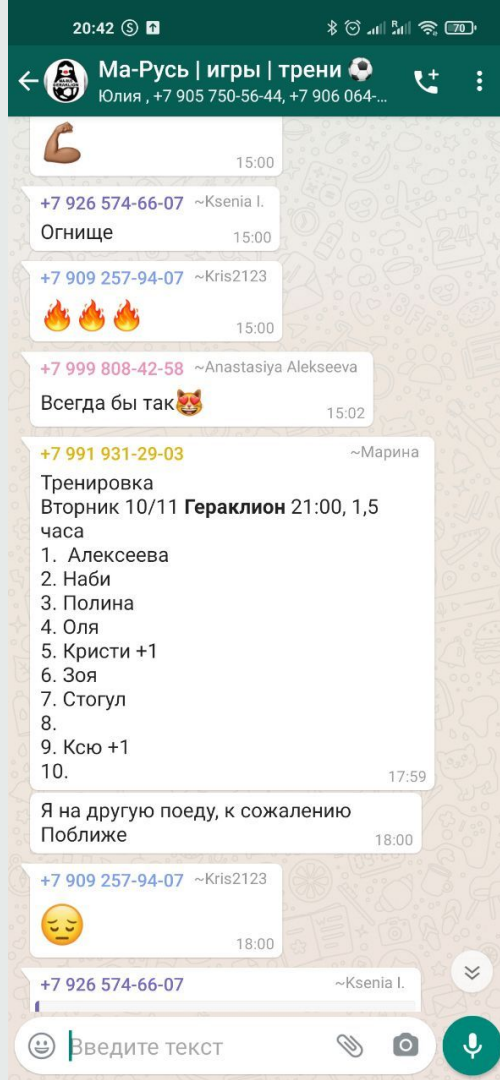 20:42
70
Ма-Русь | игры | трени
Юлия , +7 905 750-56-44, +7 906 064-...
15:00
+7 926 574-66-07 ~Ksenia I.
Огнище
15:00
+7 909 257-94-07 ~Kris2123
15:00
+7 999 808-42-58 ~Anastasiya Alekseeva
Всегда бы так
15:02
+7 991 931-29-03 ~Марина
Тренировка
Вторник 10/11 Гераклион 21:00, 1,5
часа
1. Алексеева
2. Наби
3. Полина
4. Оля
5. Кристи +1
6. Зоя
7. Стогул
8.
9. Ксю +1
10.
17:59
Я на другую поеду, к сожалению
Поближе
18:00
+7 909 257-94-07 ~Kris2123
18:00
+7 926 574-66-07 ~Ksenia I.
Введите текст